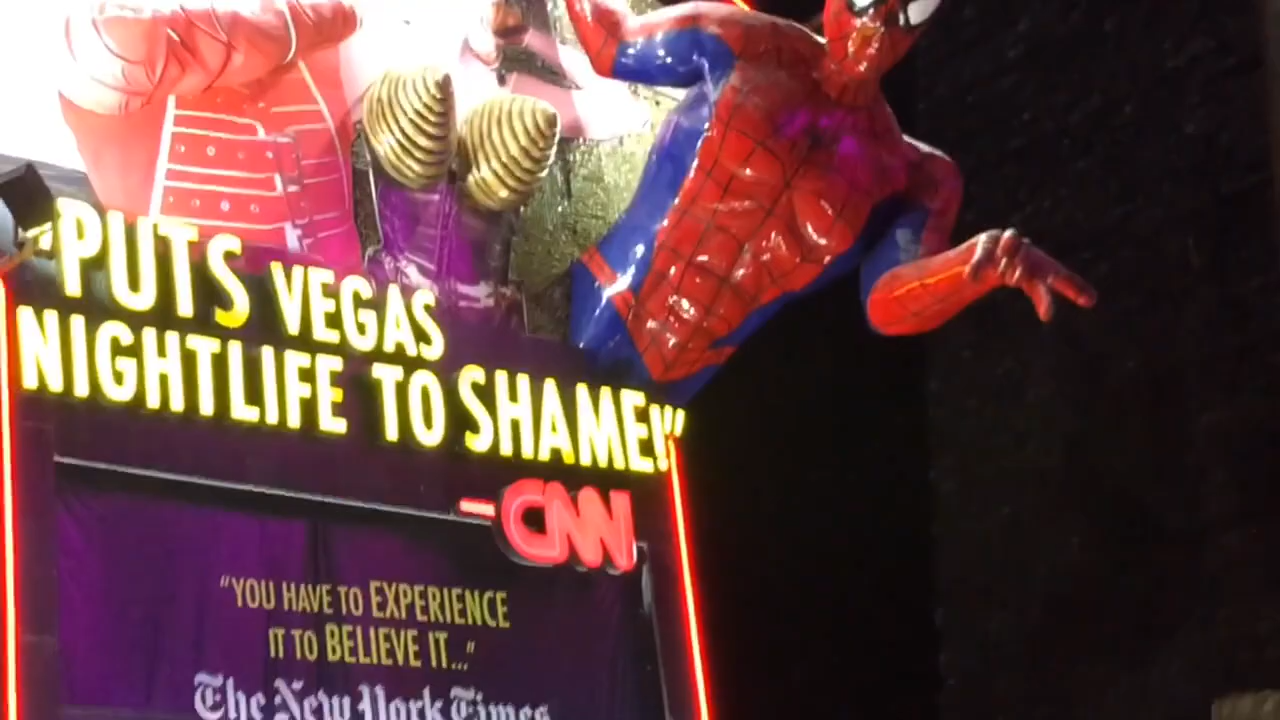 "PUTS VEGAS
NIGHTLIFE TO SHAME!"
-CNN
"YOU HAVE TO EXPERIENCE
IT TO BELIEVE IT..."
The New York Times